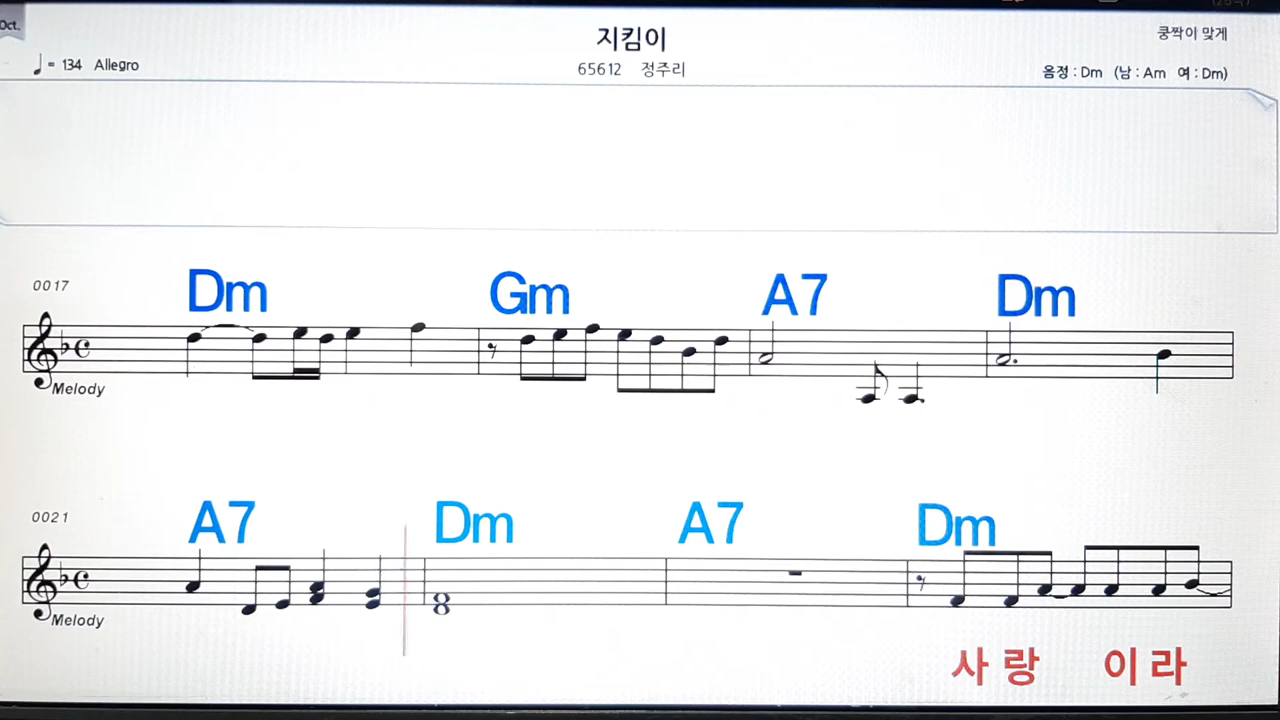 Oct.
지킴이
쿵짝이 맞게
♩= 134 Allegro
65612 정주리
음정 : Dm (남 : Am 여 : Dm)
0017
Dm Gm A7 Dm
Melody
0021
A7 Dm A7 Dm
Melody
사 랑 이 라